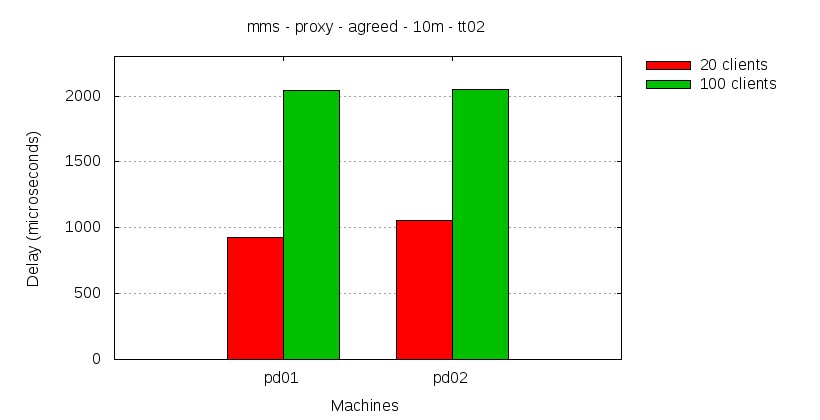 mms - proxy - agreed - 10m - tt02
20 clients
100 clients
Delay (microseconds)
2000
1500
1000
500
0
pd01 pd02
Machines